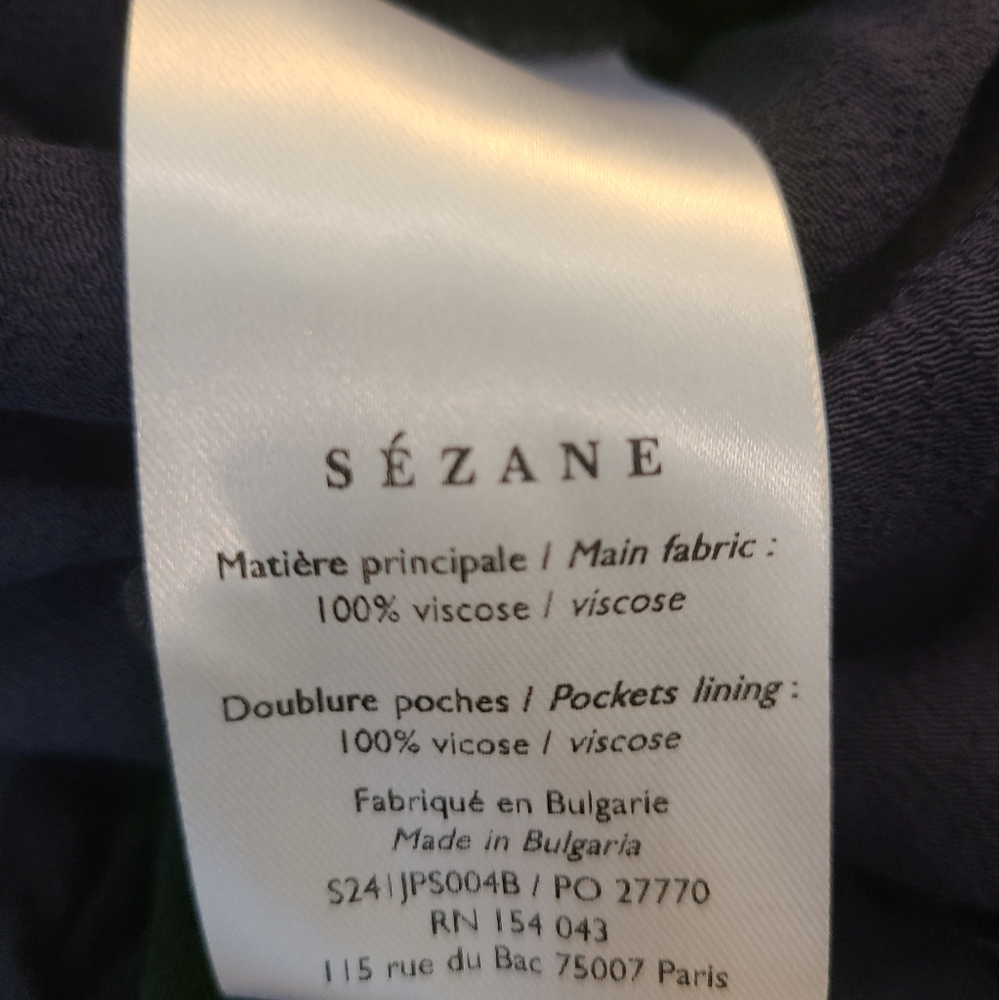 SÉZANE
Matière principale / Main fabric :
100% viscose / viscose
Doublure poches / Pockets lining :
100% vicose / viscose
Fabriqué en Bulgarie
Made in Bulgaria
S241JPS004B / PO 27770
RN 154 043
115 rue du Bac 75007 Paris